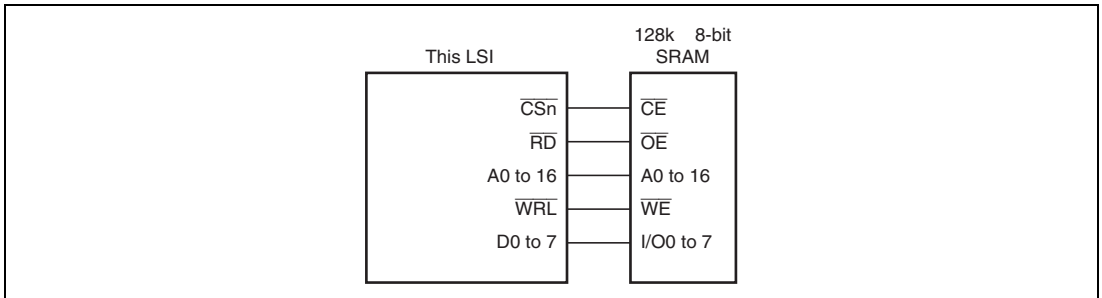 128k 8-bit
This LSI SRAM
CSn CE
RD OE
A0 to 16 A0 to 16
WRL WE
D0 to 7 I/O0 to 7